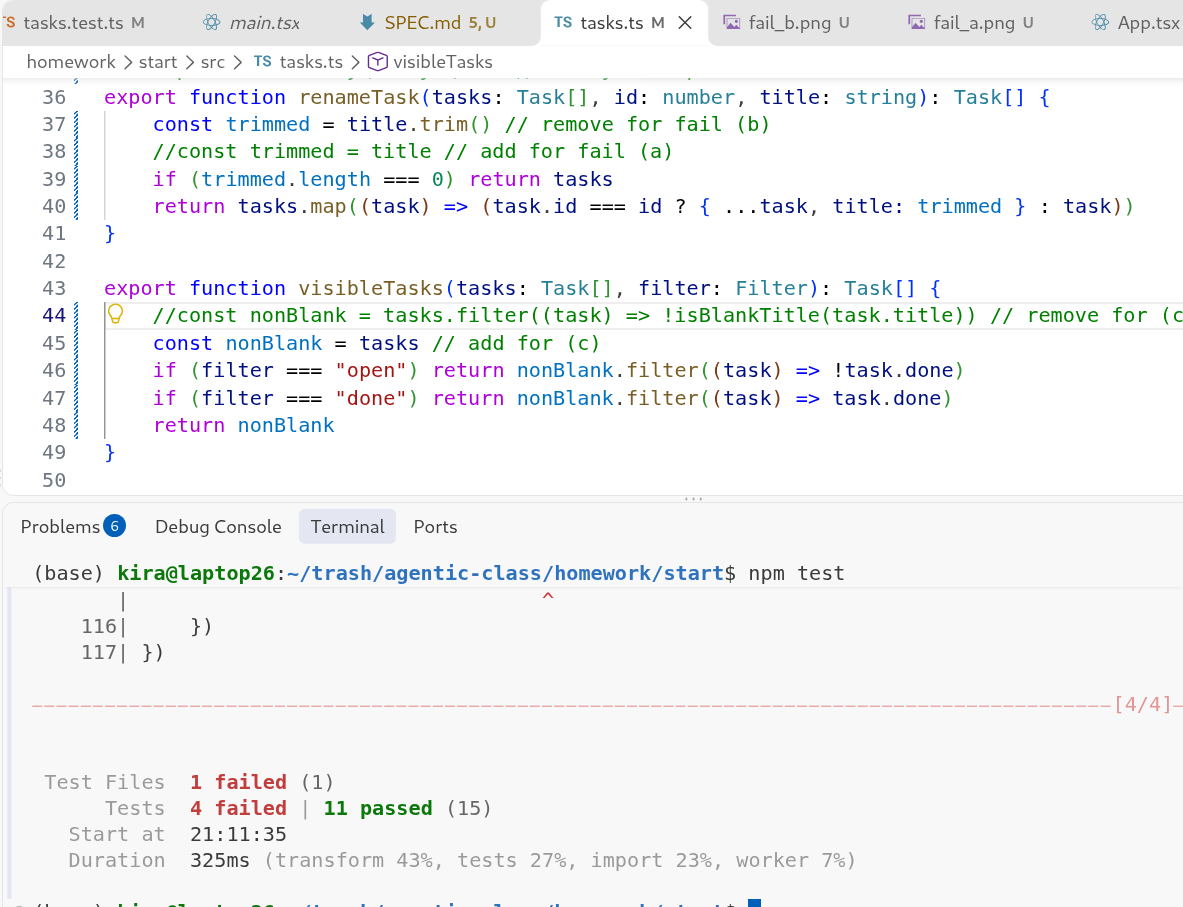 TS tasks.test.ts M main.tsx SPEC.md 5, U TS tasks.ts M fail_b.png U fail_a.png U App.tsx
homework > start > src > TS tasks.ts > visibleTasks
36 export function renameTask(tasks: Task[], id: number, title: string): Task[] {
37 const trimmed = title.trim() // remove for fail (b)
38 //const trimmed = title // add for fail (a)
39 if (trimmed.length === 0) return tasks
40 return tasks.map((task) => (task.id === id ? { ...task, title: trimmed } : task))
41 }
42
43 export function visibleTasks(tasks: Task[], filter: Filter): Task[] {
44 //const nonBlank = tasks.filter((task) => !isBlankTitle(task.title)) // remove for (c
45 const nonBlank = tasks // add for (c)
46 if (filter === "open") return nonBlank.filter((task) => !task.done)
47 if (filter === "done") return nonBlank.filter((task) => task.done)
48 return nonBlank
49 }
50
Problems 6 Debug Console Terminal Ports
(base) kira@laptop26:~/trash/agentic-class/homework/start$ npm test
| ^
116| })
117| })
[4/4]
Test Files 1 failed (1)
Tests 4 failed | 11 passed (15)
Start at 21:11:35
Duration 325ms (transform 43%, tests 27%, import 23%, worker 7%)